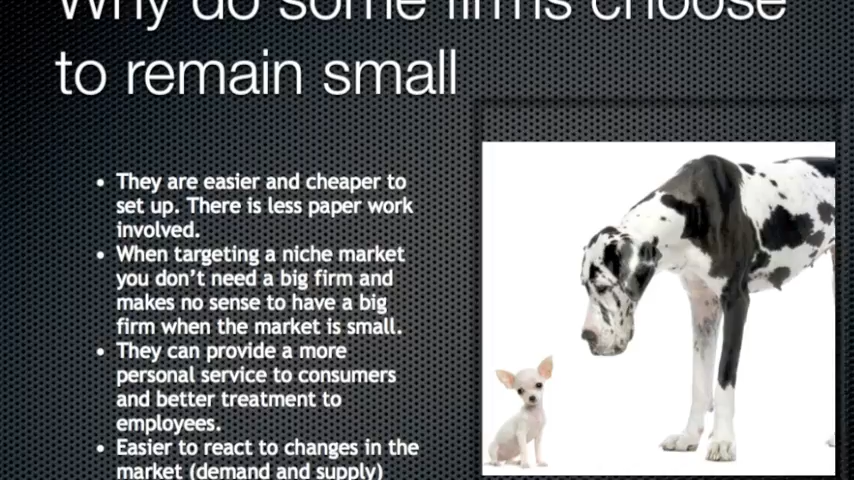 Why do some firms choose
to remain small
• They are easier and cheaper to
set up. There is less paper work
involved.
• When targeting a niche market
you don't need a big firm and
makes no sense to have a big
firm when the market is small.
• They can provide a more
personal service to consumers
and better treatment to
employees.
• Easier to react to changes in the
market (demand and supply)